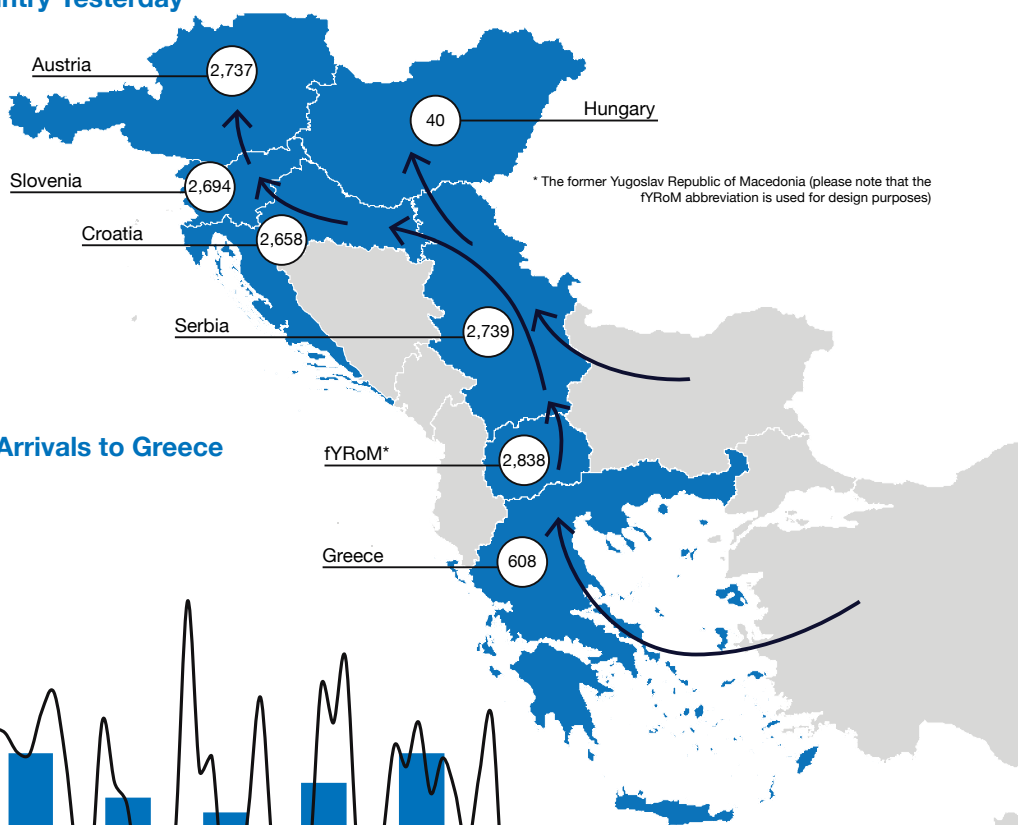 ntry Yesterday
Austria
2,737
40
Hungary
Slovenia
2,694
* The former Yugoslav Republic of Macedonia (please note that the
fYRoM abbreviation is used for design purposes)
Croatia
2,658
Serbia
2,739
Arrivals to Greece
fYRoM*
2,838
Greece
608